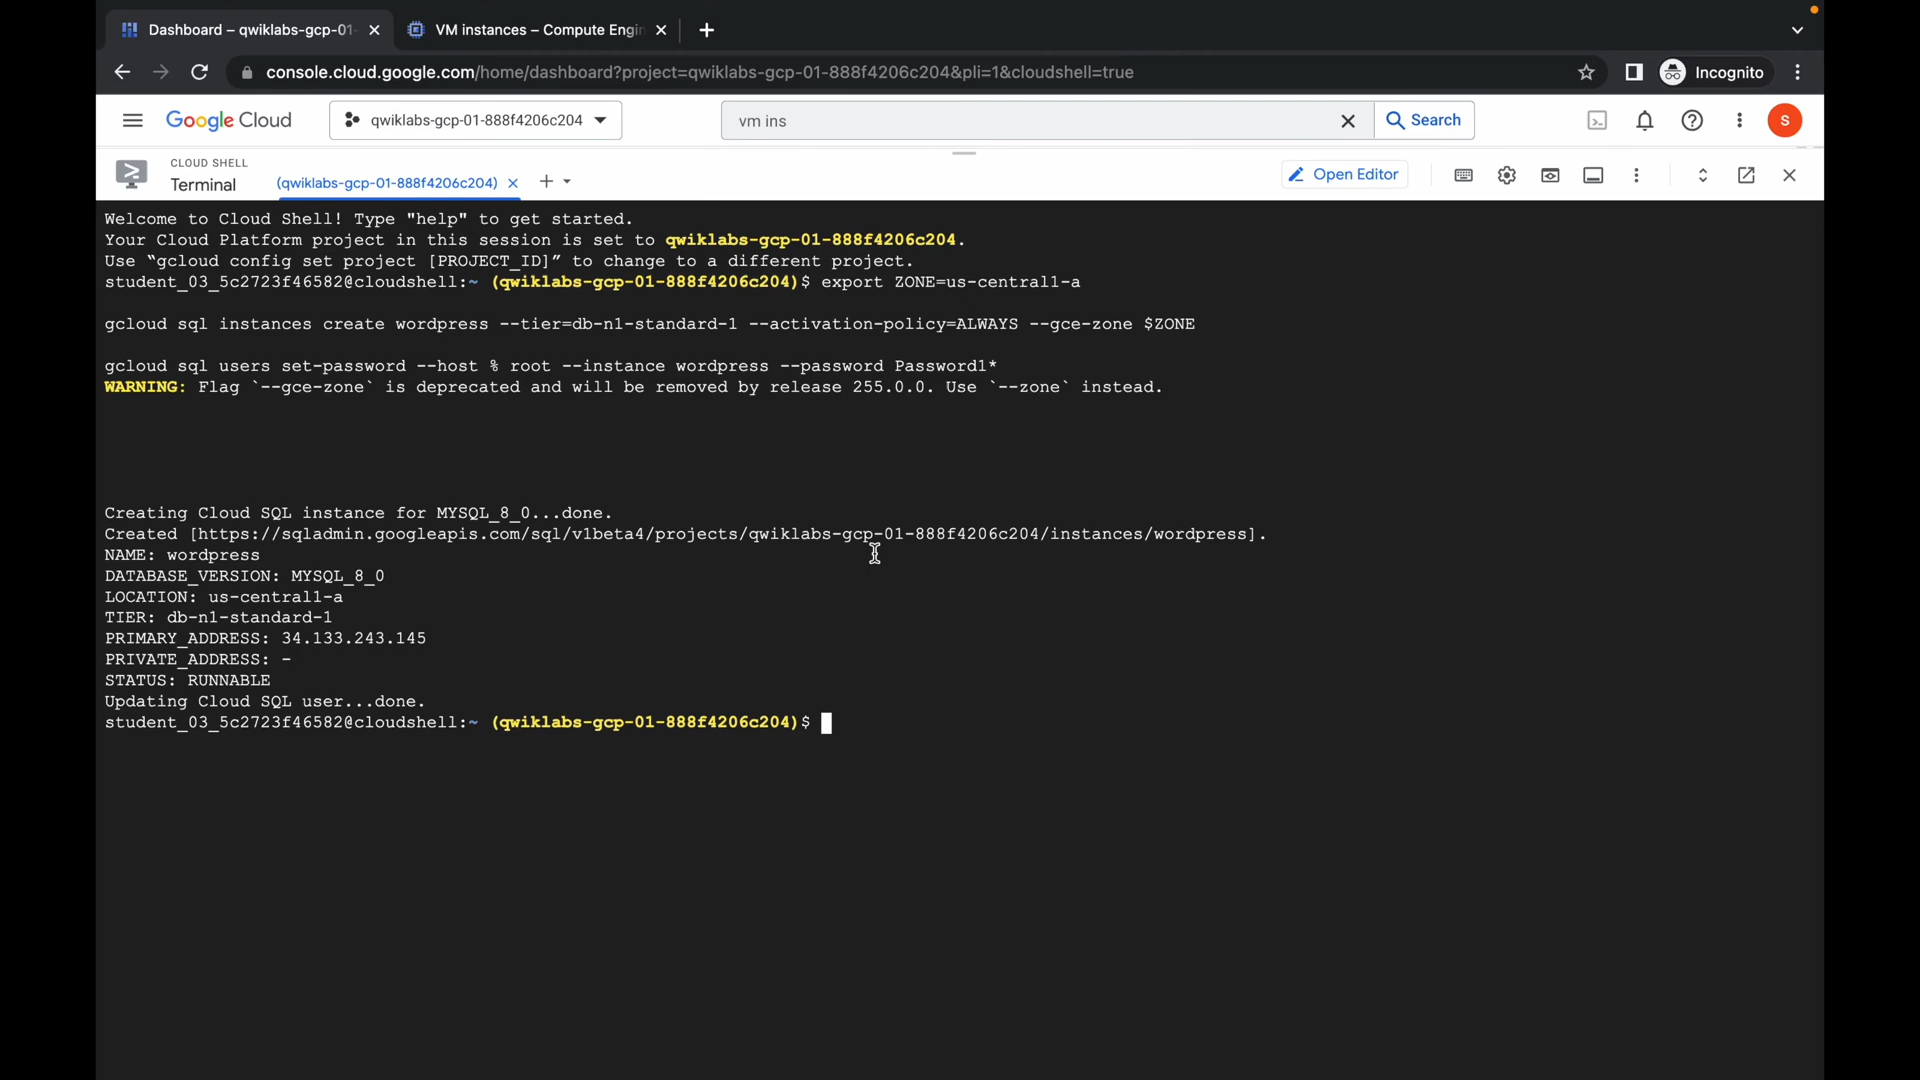 Dashboard – qwiklabs-gcp-01-
VM instances – Compute Engin
console.cloud.google.com/home/dashboard?project=qwiklabs-gcp-01-888f4206c204&pli=1&cloudshell=true
Incognito
Google Cloud
qwiklabs-gcp-01-888f4206c204
vm ins
Search
S
CLOUD SHELL
Terminal
(qwiklabs-gcp-01-888f4206c204)
Open Editor
Welcome to Cloud Shell! Type "help" to get started.
Your Cloud Platform project in this session is set to qwiklabs-gcp-01-888f4206c204.
Use “gcloud config set project [PROJECT_ID]” to change to a different project.
student_03_5c2723f46582@cloudshell:~ (qwiklabs-gcp-01-888f4206c204)$ export ZONE=us-central1-a
gcloud sql instances create wordpress --tier=db-n1-standard-1 --activation-policy=ALWAYS --gce-zone $ZONE
gcloud sql users set-password --host % root --instance wordpress --password Password1*
WARNING: Flag `--gce-zone` is deprecated and will be removed by release 255.0.0. Use `--zone` instead.
Creating Cloud SQL instance for MYSQL_8_0...done.
Created [https://sqladmin.googleapis.com/sql/v1beta4/projects/qwiklabs-gcp-01-888f4206c204/instances/wordpress].
NAME: wordpress
DATABASE_VERSION: MYSQL_8_0
LOCATION: us-central1-a
TIER: db-n1-standard-1
PRIMARY_ADDRESS: 34.133.243.145
PRIVATE_ADDRESS: -
STATUS: RUNNABLE
Updating Cloud SQL user...done.
student_03_5c2723f46582@cloudshell:~ (qwiklabs-gcp-01-888f4206c204)$